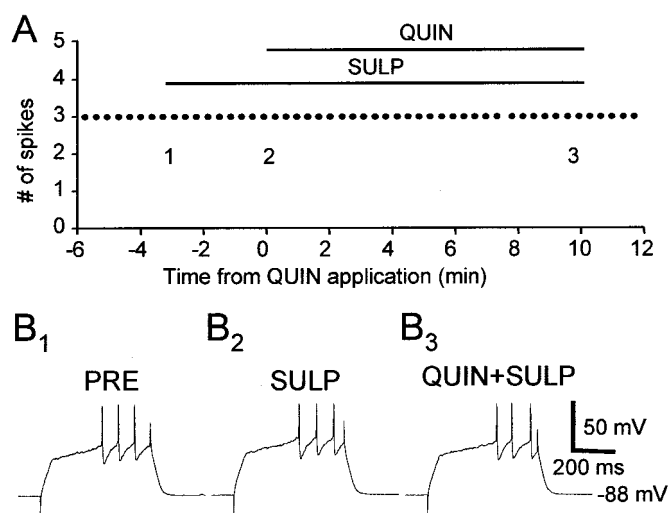 A
QUIN
SULP
# of spikes
5
4
3
2
1
0
1
2
3
-6
-4
-2
0
2
4
6
8
10
12
Time from QUIN application (min)
B1
PRE
B2
SULP
B3
QUIN+SULP
50 mV
200 ms
-88 mV